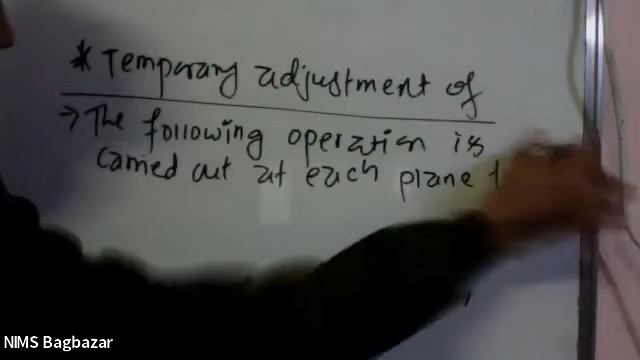 * Temporary adjustment of
→ The following operation is
carried out at each plane t
NIMS Bagbazar